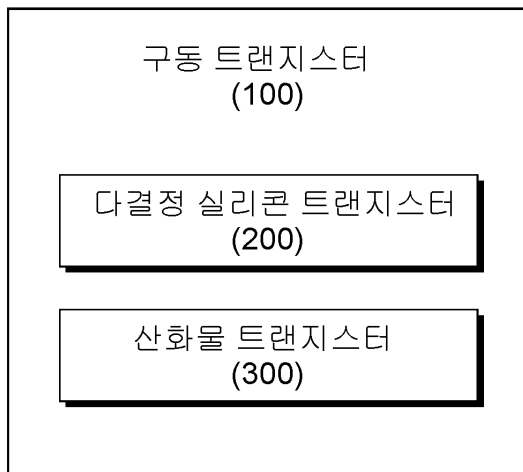 구동 트랜지스터
(100)
다결정 실리콘 트랜지스터
(200)
산화물 트랜지스터
(300)